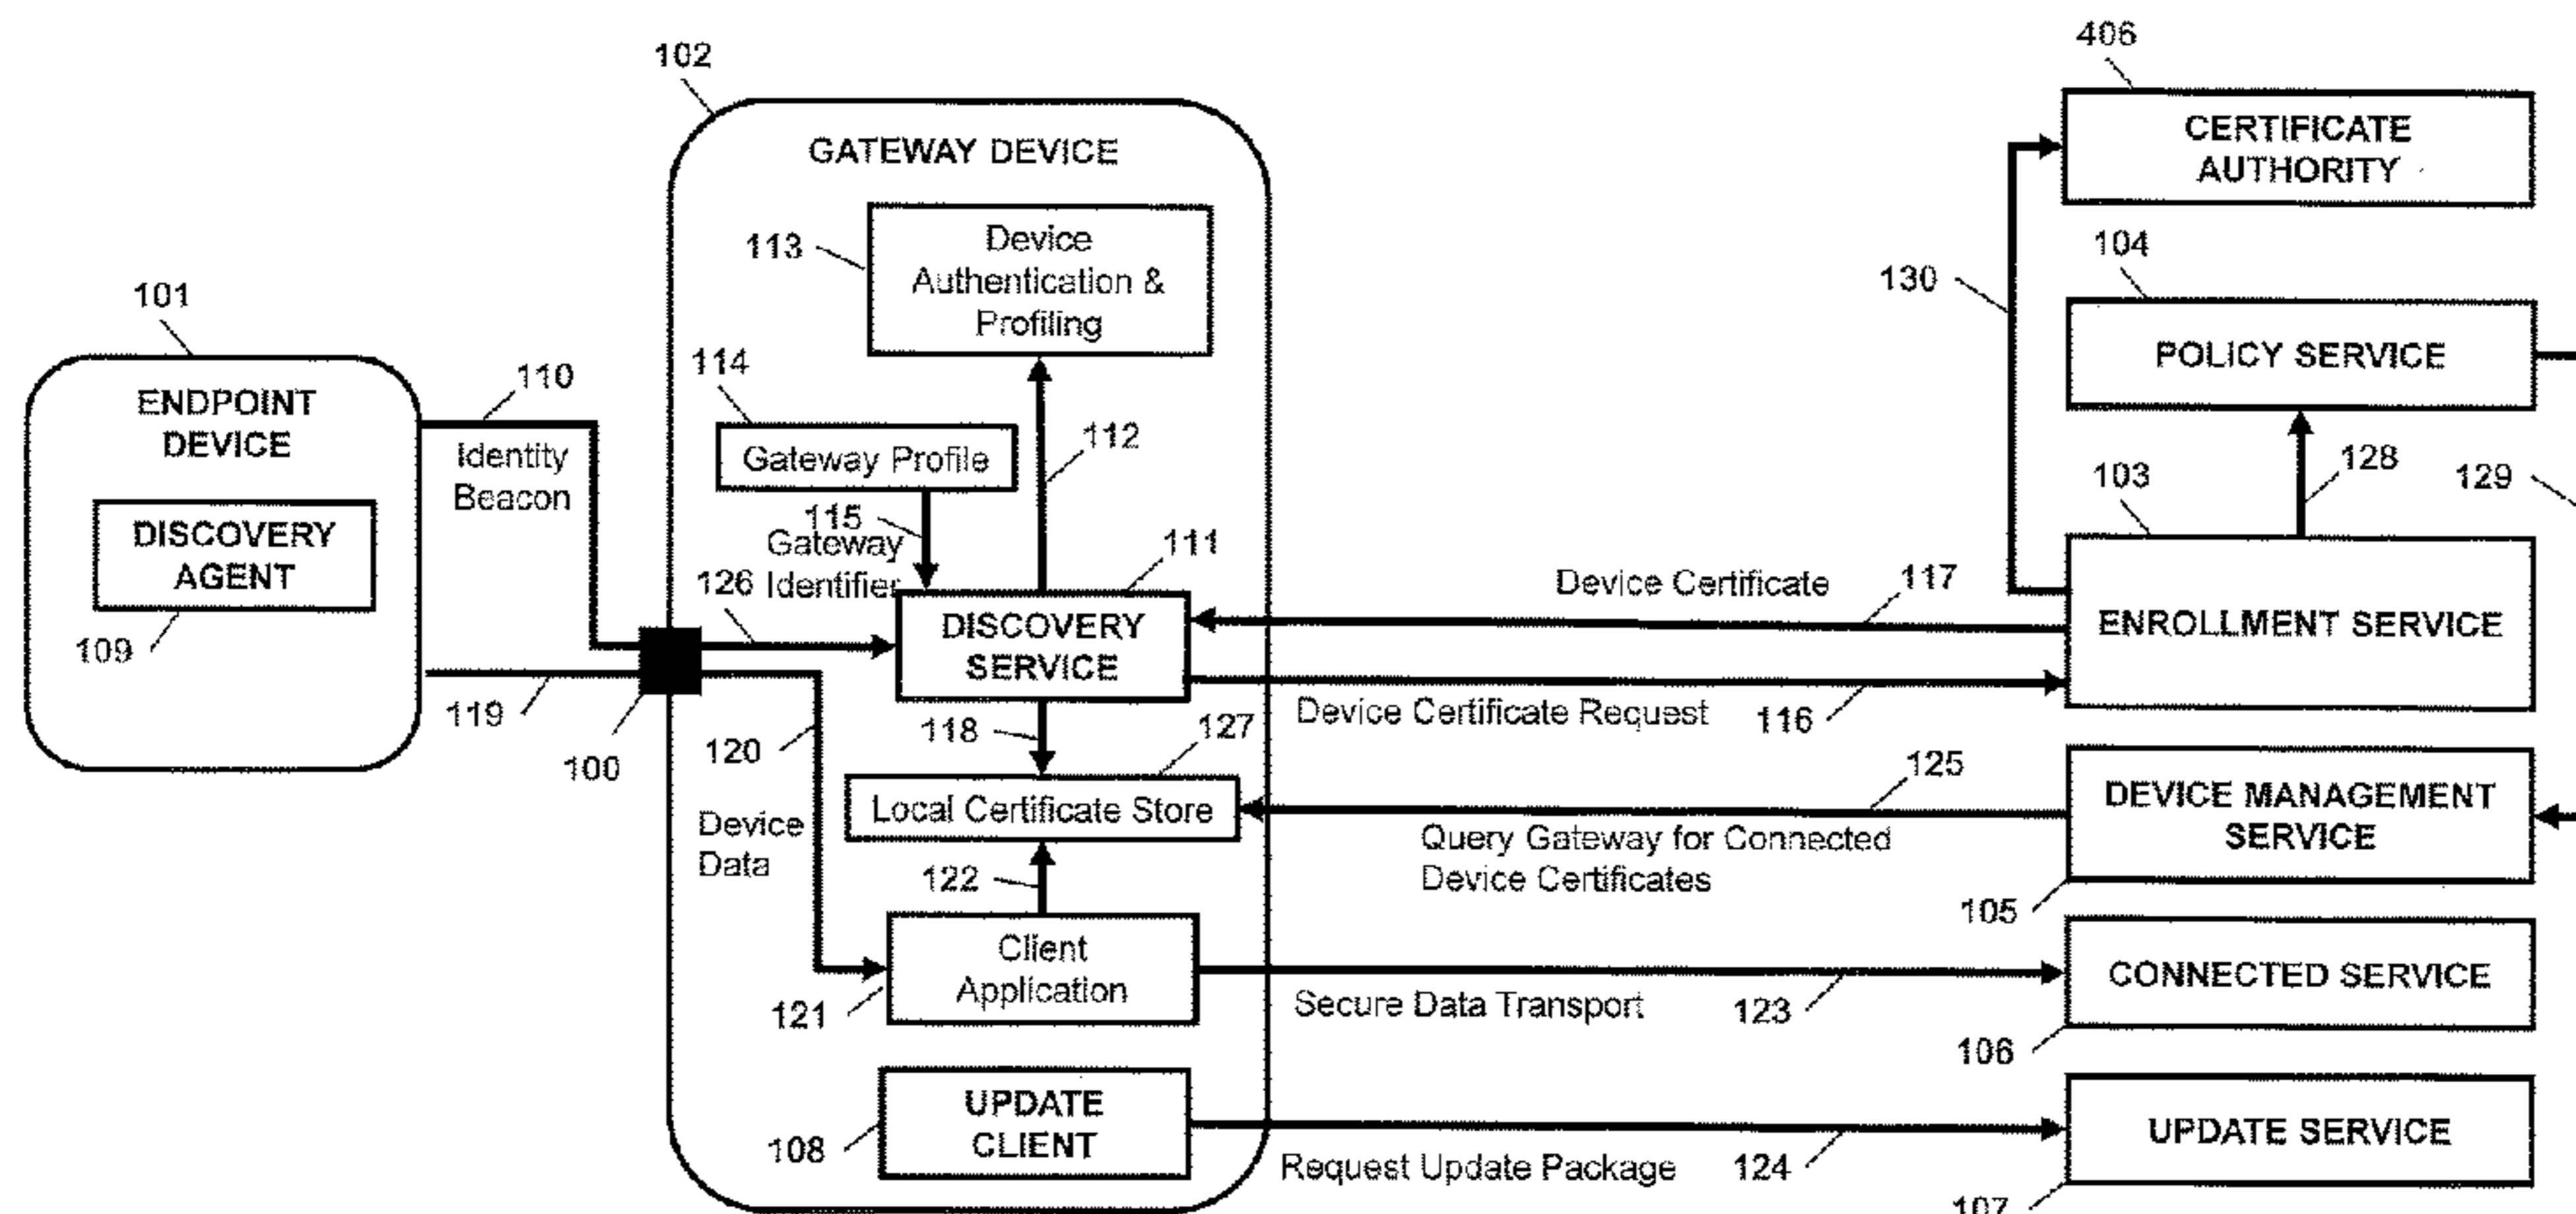 102
406
GATEWAY DEVICE
CERTIFICATE
AUTHORITY
113
Device
Authentication &
Profiling
104
130
101
POLICY SERVICE
114
110
ENDPOINT
DEVICE
Identity
Beacon
Gateway Profile
112
128
103
129
115
Gateway
Identifier
DISCOVERY
AGENT
111
126
Device Certificate
117
109
DISCOVERY
SERVICE
ENROLLMENT SERVICE
119
100
120
118
127
Device Certificate Request
116
125
Device
Data
Local Certificate Store
DEVICE MANAGEMENT
SERVICE
Query Gateway for Connected
Device Certificates
122
105
Client
Application
CONNECTED SERVICE
121
Secure Data Transport
123
106
UPDATE
CLIENT
UPDATE SERVICE
108
Request Update Package
124
107